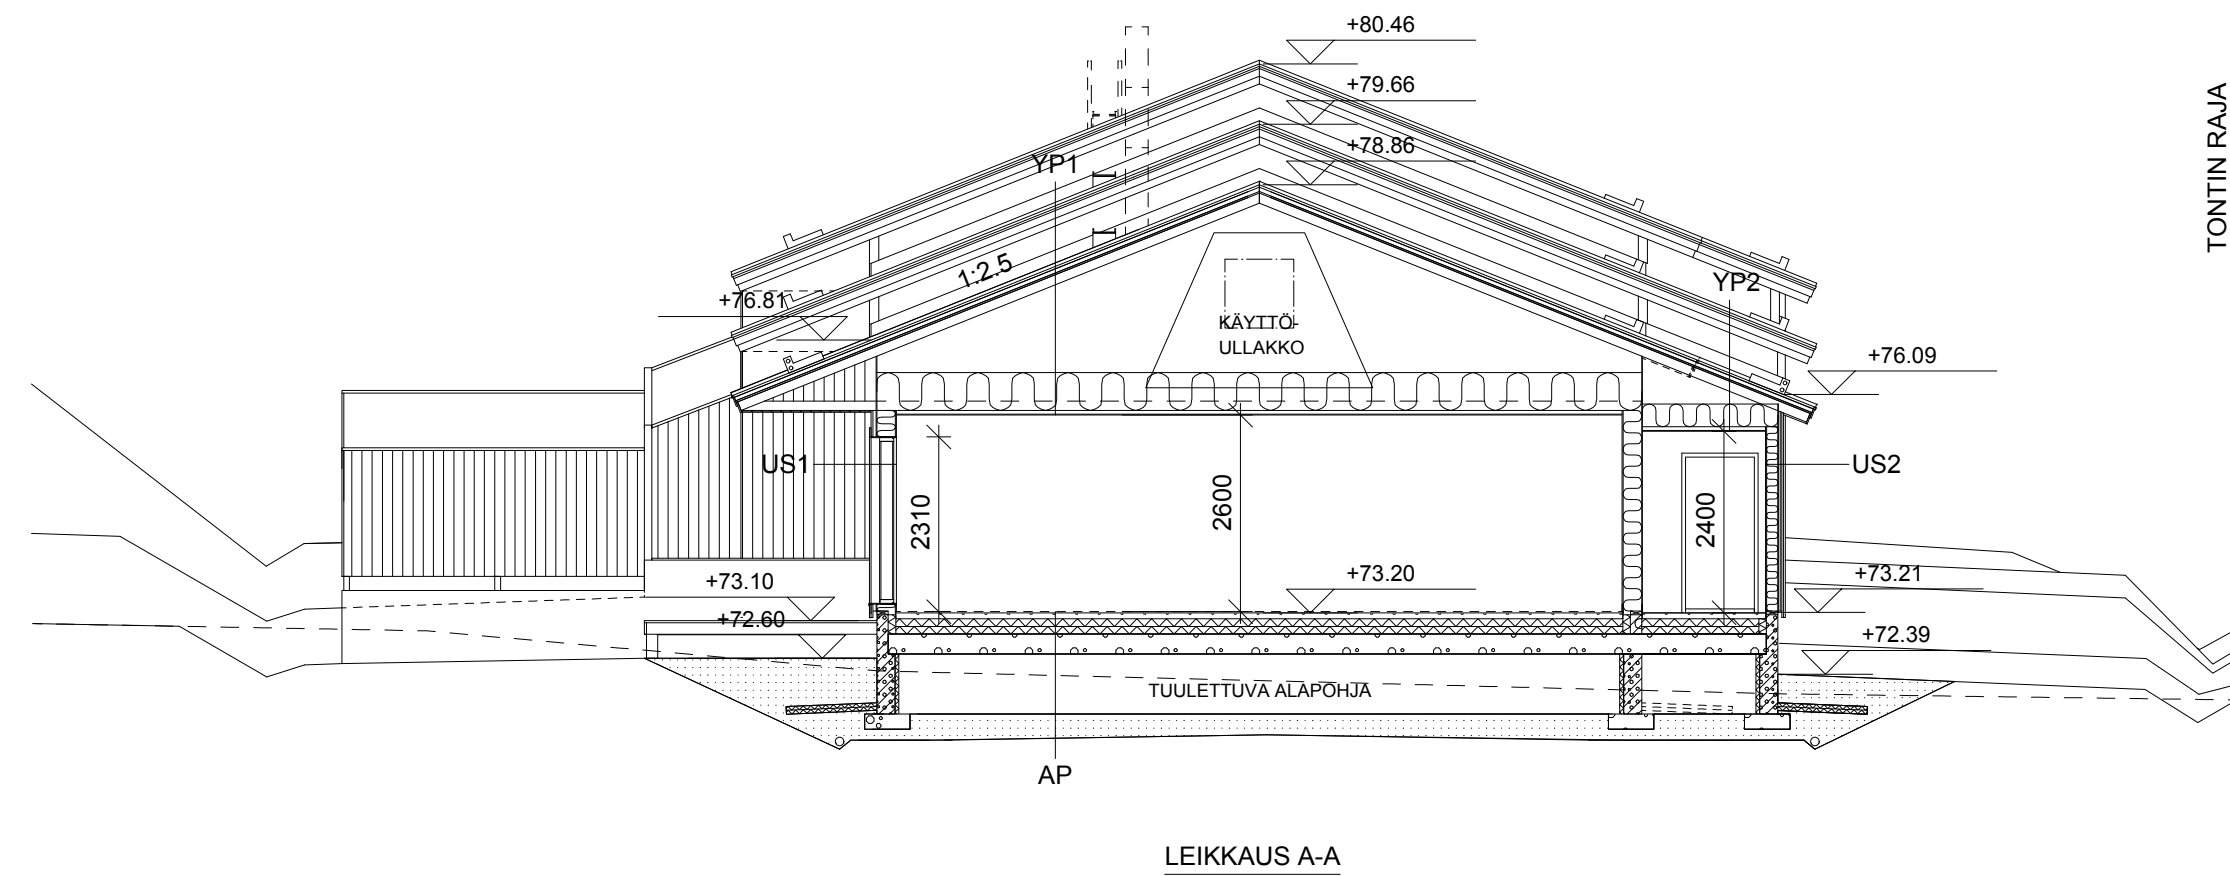 +80.46
+79.66
+78.86
TONTIN RAJA
YP1
1:2.5
YP2
+76.81
KÄYTTÖ-
ULLAKKO
+76.09
US1
US2
2310
2600
2400
+73.10
+73.20
+73.21
+72.60
+72.39
TUULETTUVA ALAPOHJA
AP
LEIKKAUS A-A